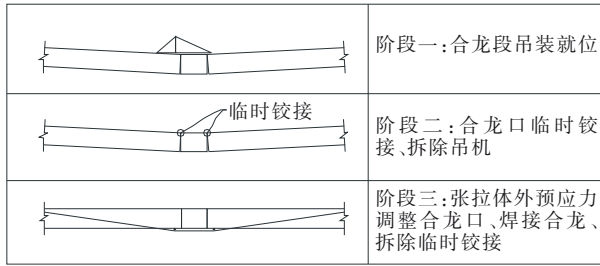 阶段一:合龙段吊装就位
临时铰接
阶段二:合龙口临时铰
接、拆除吊机
阶段三:张拉体外预应力
调整合龙口、焊接合龙、
拆除临时铰接